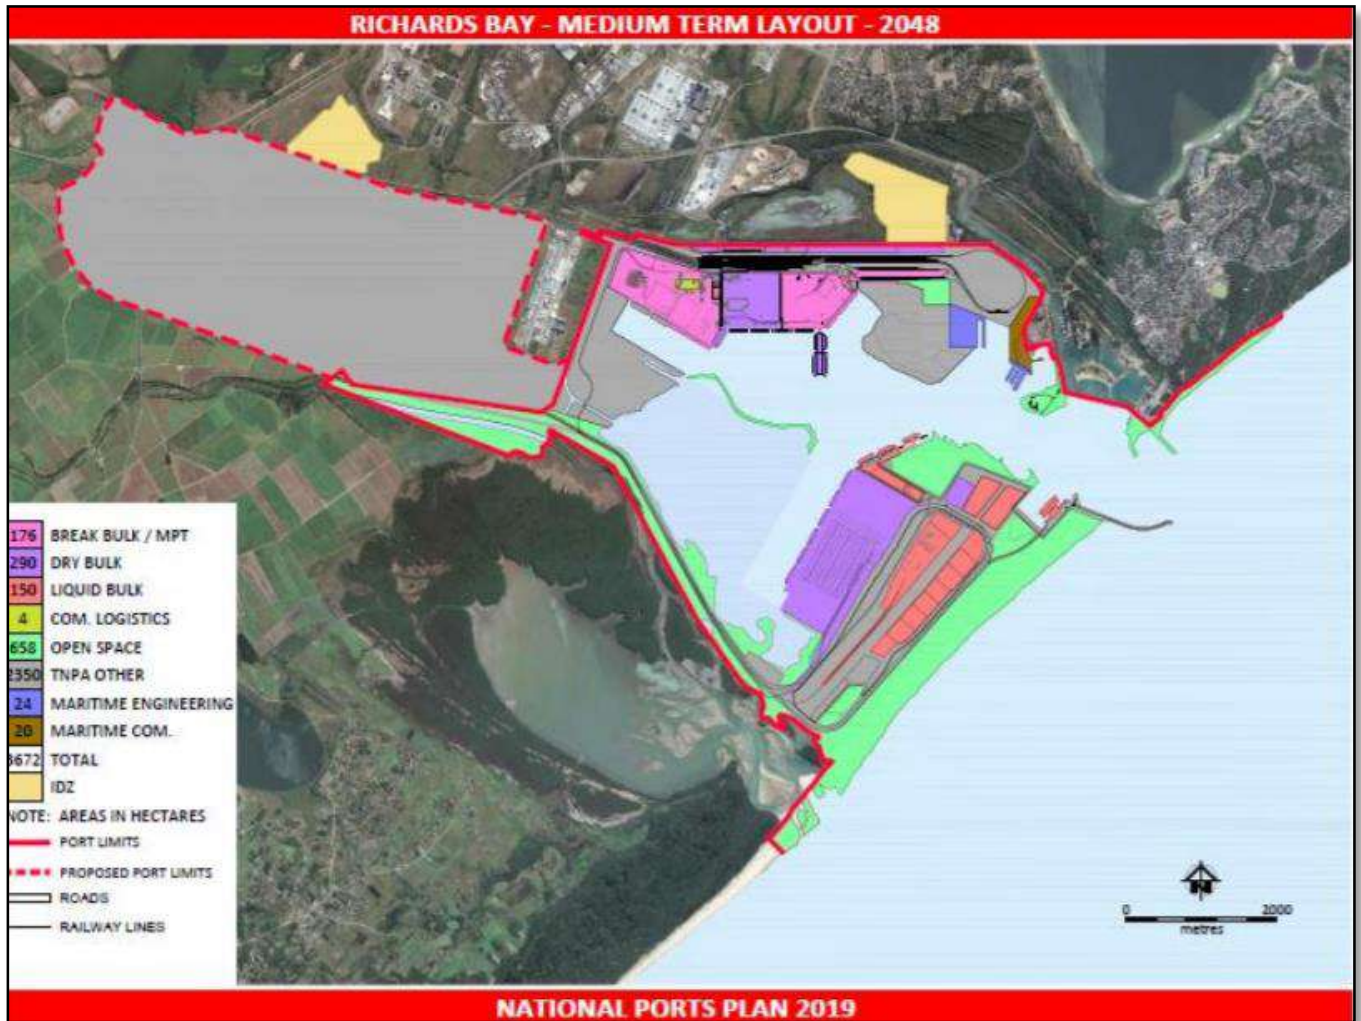 RICHARDS BAY - MEDIUM TERM LAYOUT - 2048
176 BREAK BULK / MPT
290 DRY BULK
150 LIQUID BULK
4 COM. LOGISTICS
658 OPEN SPACE
2350 TNPA OTHER
24 MARITIME ENGINEERING
20 MARITIME COM.
3672 TOTAL
IDZ
NOTE: AREAS IN HECTARES
PORT LIMITS
PROPOSED PORT LIMITS
ROADS
RAILWAY LINES
N
0 2000
metres
NATIONAL PORTS PLAN 2019